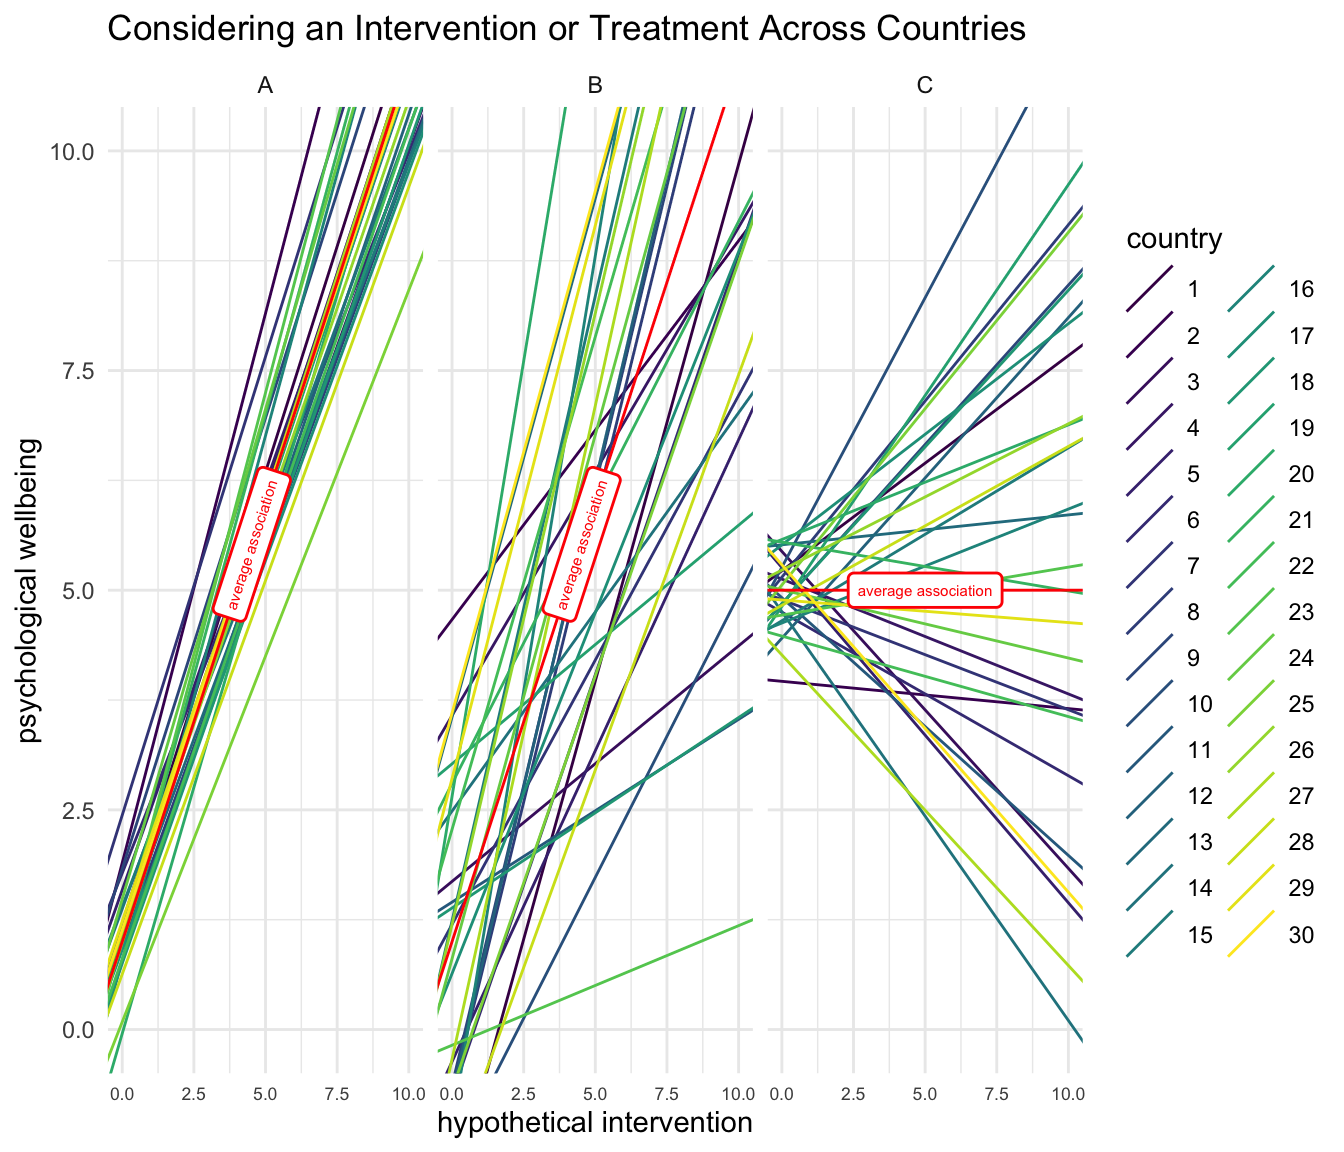 Considering an Intervention or Treatment Across Countries
A B C
10.0
7.5
5.0
2.5
0.0
psychological wellbeing
average association
average association
average association
0.0 2.5 5.0 7.5 10.0 0.0 2.5 5.0 7.5 10.0 0.0 2.5 5.0 7.5 10.0
hypothetical intervention
country
1 16
2 17
3 18
4 19
5 20
6 21
7 22
8 23
9 24
10 25
11 26
12 27
13 28
14 29
15 30